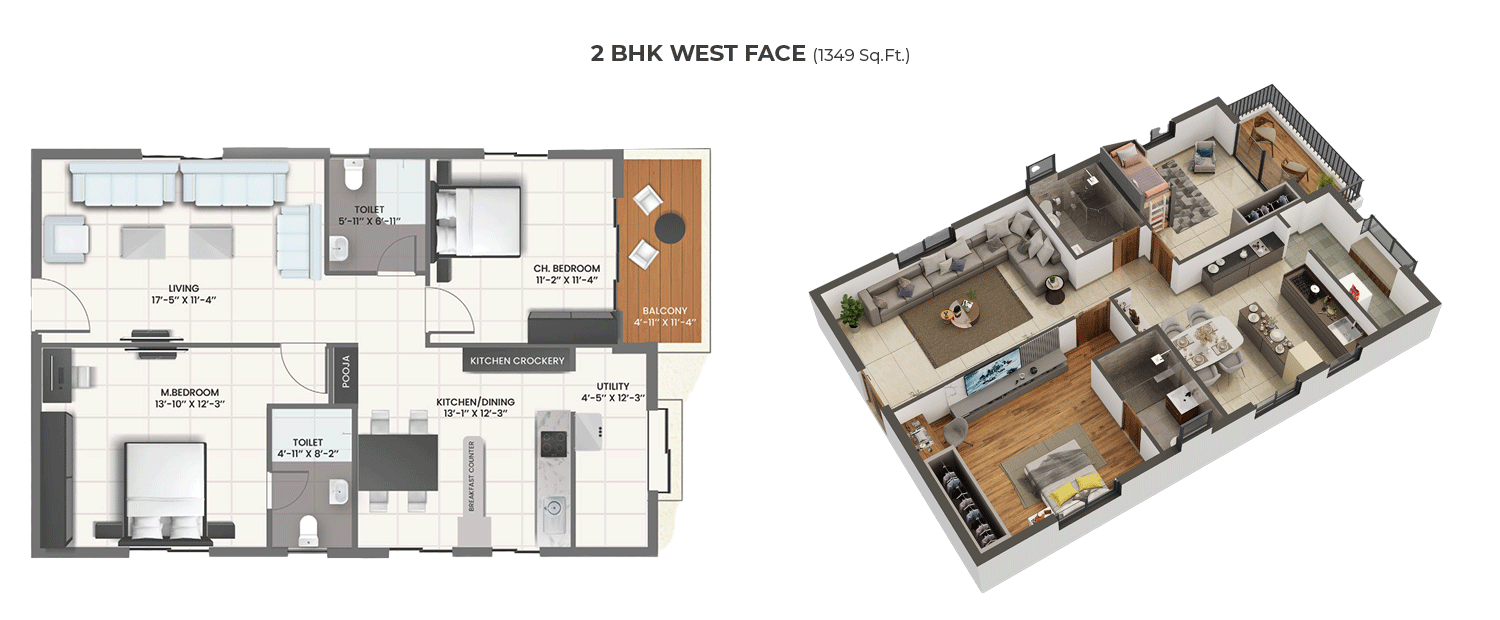 2 BHK WEST FACE (1349 Sq.Ft.)
TOILET
5'-11" X 6'-11"
CH. BEDROOM
11'-2" X 11'-4"
LIVING
17'-5" X 11'-4"
BALCONY
4'-11" X 11'-4"
POOJA
KITCHEN CROCKERY
M.BEDROOM
13'-10" X 12'-3"
KITCHEN/DINING
13'-1" X 12'-3"
UTILITY
4'-5" X 12'-3"
TOILET
4'-11" X 8'-2"
BREAKFAST COUNTER